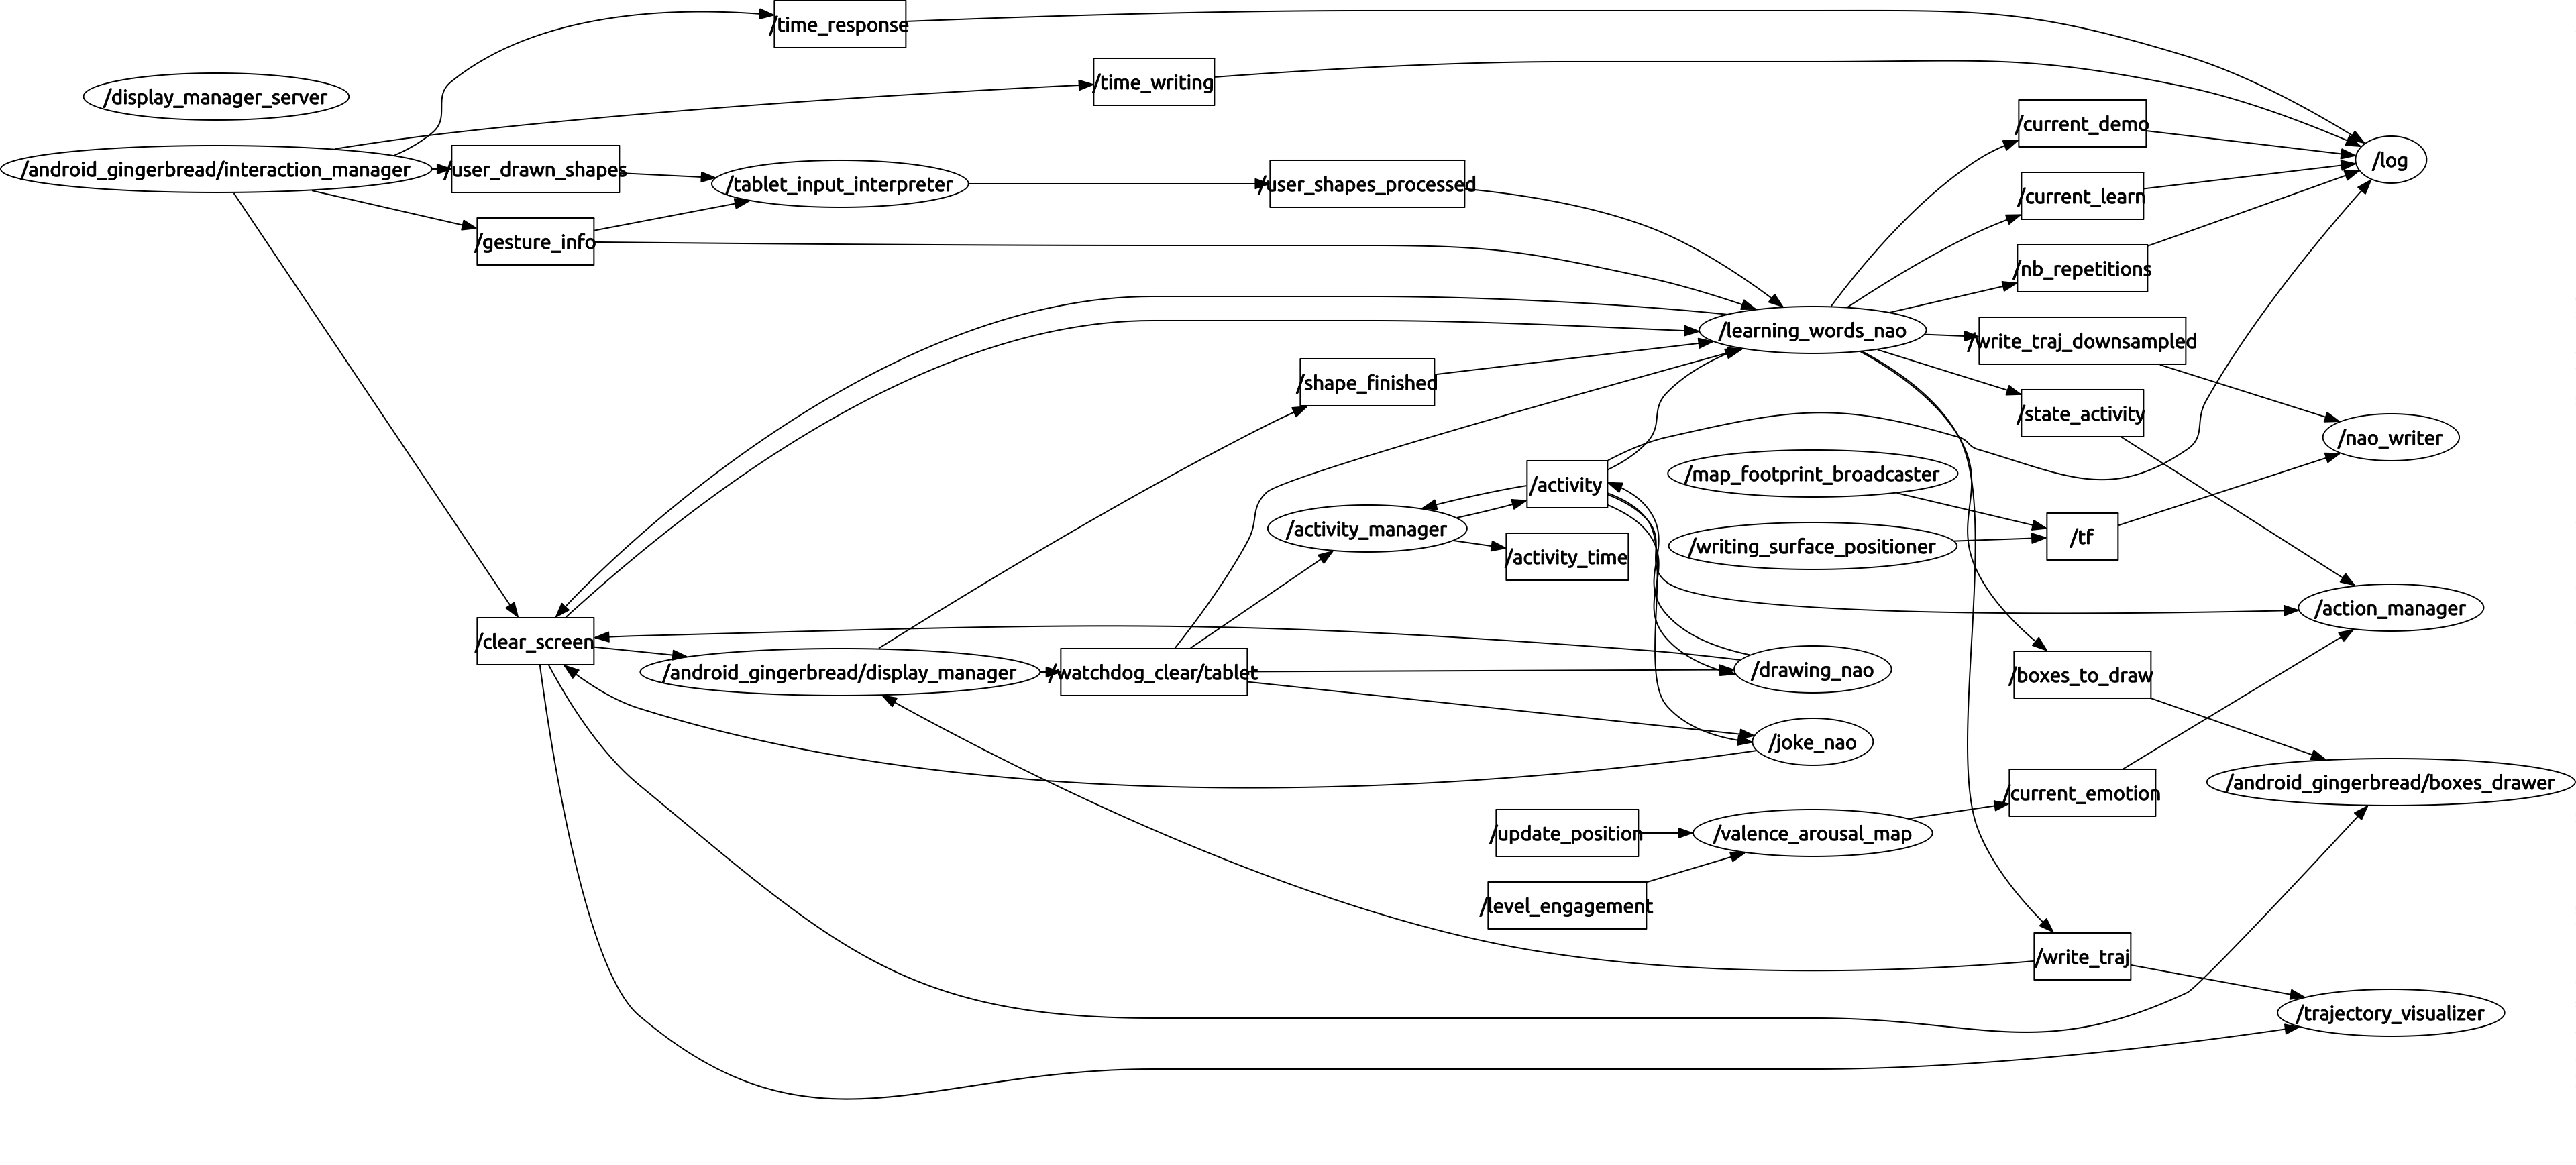 /time_response
/time_writing
/display_manager_server
/current_demo
/log
/android_gingerbread/interaction_manager
/user_drawn_shapes
/tablet_input_interpreter
/user_shapes_processed
/current_learn
/gesture_info
/nb_repetitions
/learning_words_nao
/write_traj_downsampled
/shape_finished
/state_activity
/nao_writer
/activity
/map_footprint_broadcaster
/activity_manager
/tf
/activity_time
/writing_surface_positioner
/action_manager
/clear_screen
/android_gingerbread/display_manager
/watchdog_clear/tablet
/drawing_nao
/boxes_to_draw
/joke_nao
/android_gingerbread/boxes_drawer
/current_emotion
/update_position
/valence_arousal_map
/level_engagement
/write_traj
/trajectory_visualizer